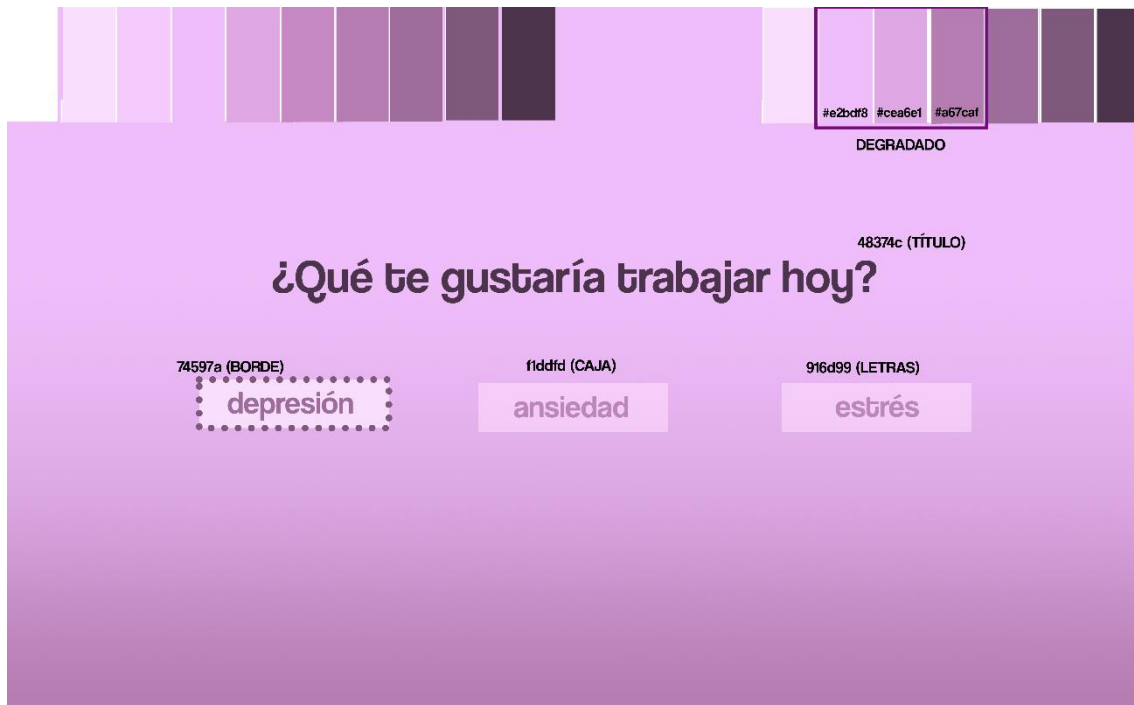 #e2bdf8 #cea6e1 #a67caf
DEGRADADO
48374c (TÍTULO)
¿Qué te gustaría trabajar hoy?
74597a (BORDE) f1ddfd (CAJA) 916d99 (LETRAS)
depresión ansiedad estrés